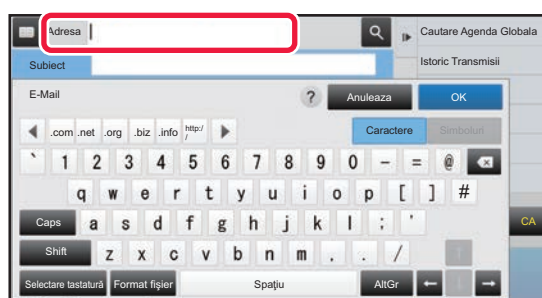 Adresa
Cautare Agenda Globala
Subiect
Istoric Transmisii
E-Mail ? Anuleaza OK
.com .net .org .biz .info http:// Caractere Simboluri
` 1 2 3 4 5 6 7 8 9 0 - = @
q w e r t y u i o p [ ] #
Caps a s d f g h j k l ; ' CA
Shift z x c v b n m . . /
Selectare tastatură Format fişier Spaţiu AltGr